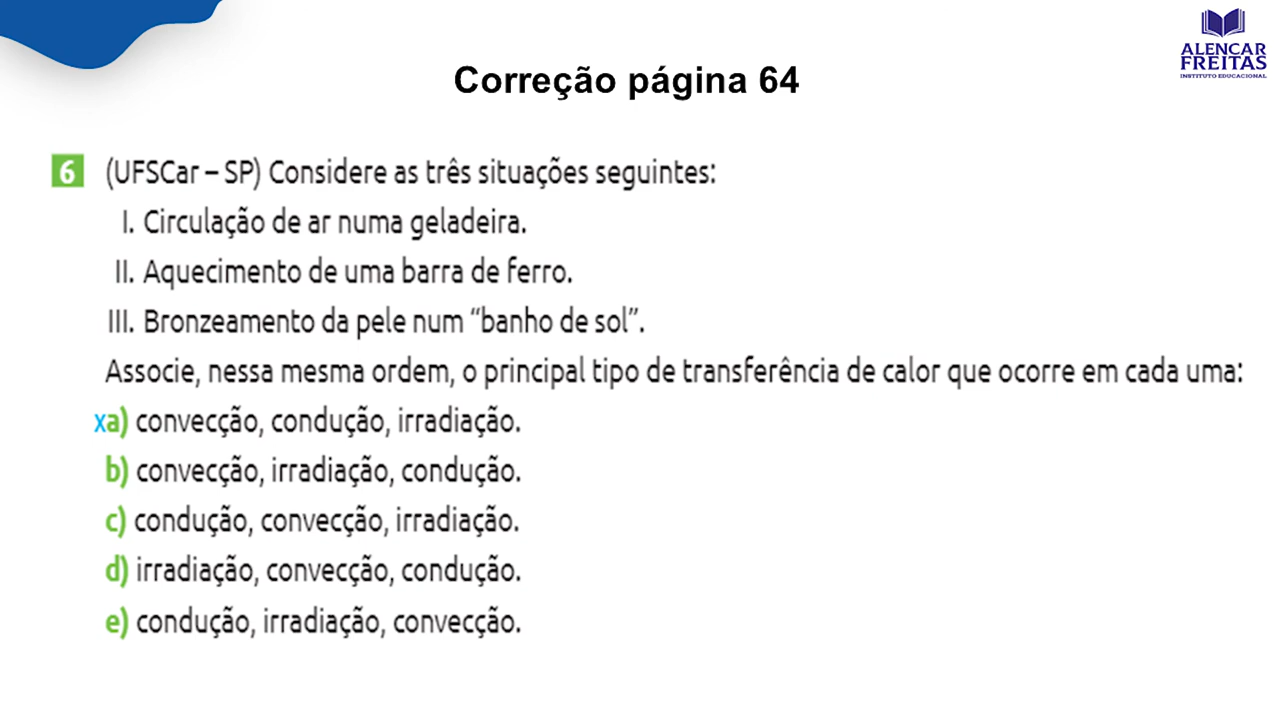 ALENCAR
FREITAS
INSTITUTO EDUCACIONAL
Correção página 64
6 (UFSCar – SP) Considere as três situações seguintes:
I. Circulação de ar numa geladeira.
II. Aquecimento de uma barra de ferro.
III. Bronzeamento da pele num “banho de sol”.
Associe, nessa mesma ordem, o principal tipo de transferência de calor que ocorre em cada uma:
xa) convecção, condução, irradiação.
b) convecção, irradiação, condução.
c) condução, convecção, irradiação.
d) irradiação, convecção, condução.
e) condução, irradiação, convecção.